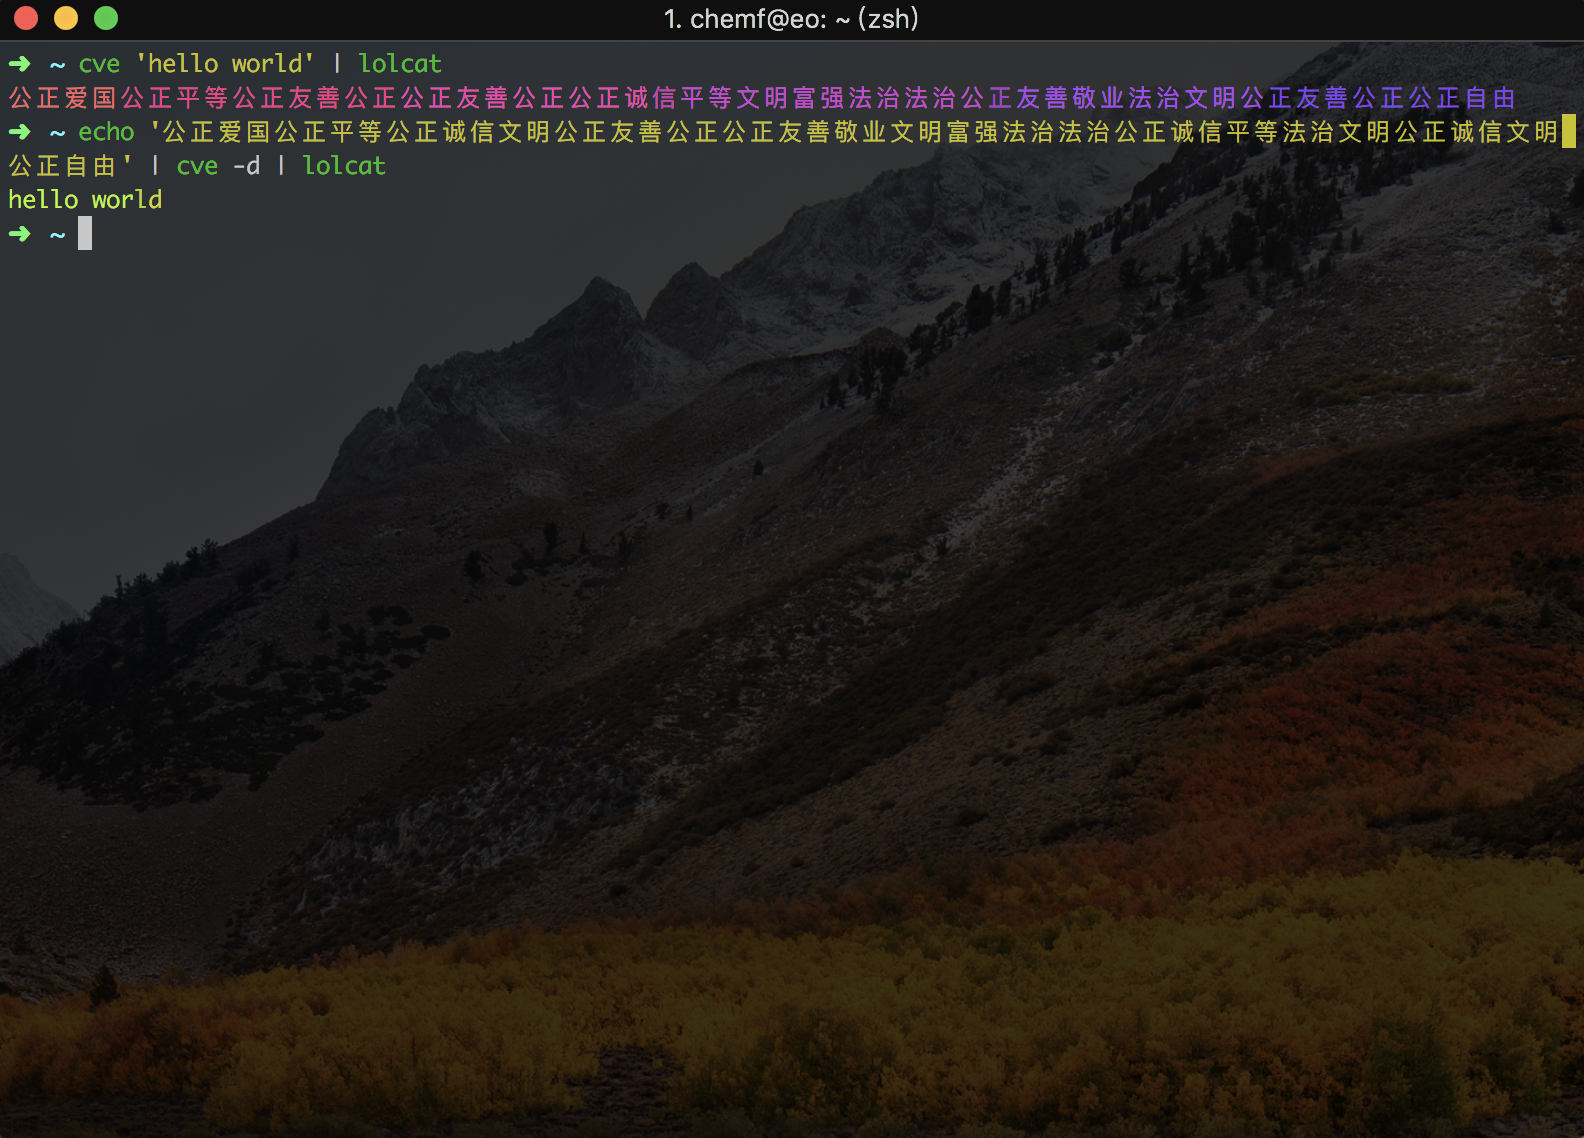 1. chemf@eo: ~ (zsh)
➜ ~ cve 'hello world' | lolcat
公正爱国公正平等公正友善公正公正友善公正公正诚信平等文明富强法治法治公正友善敬业法治文明公正友善公正公正自由
➜ ~ echo '公正爱国公正平等公正诚信文明公正友善公正公正友善敬业文明富强法治法治公正诚信平等法治文明公正诚信文明
公正自由' | cve -d | lolcat
hello world
➜ ~